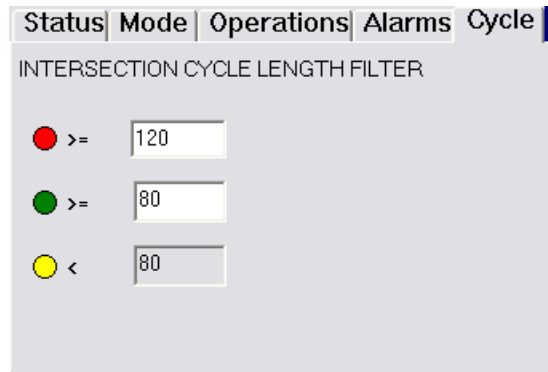 Status Mode Operations Alarms Cycle
INTERSECTION CYCLE LENGTH FILTER
>= 120
>= 80
< 80